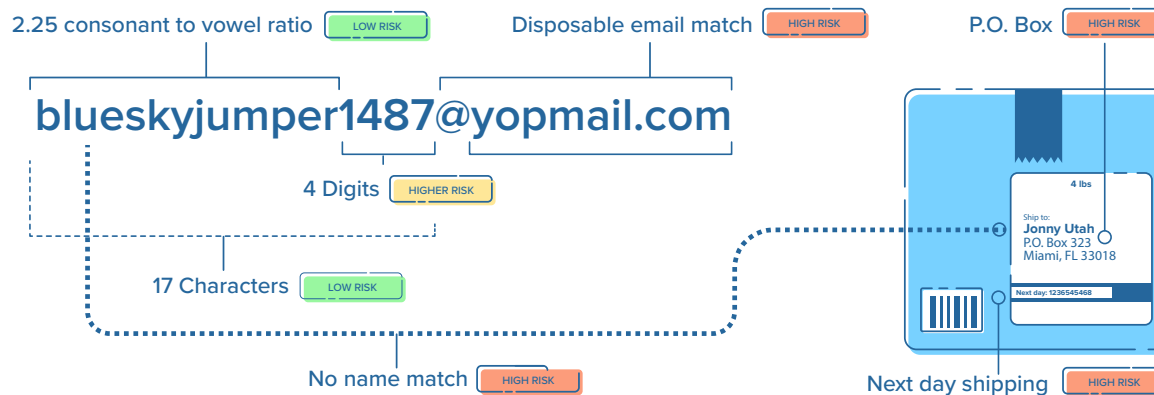 2.25 consonant to vowel ratio LOW RISK
Disposable email match HIGH RISK
P.O. Box HIGH RISK
blueskyjumper1487@yopmail.com
4 Digits HIGHER RISK
17 Characters LOW RISK
No name match HIGH RISK
4 lbs
Ship to:
Jonny Utah
P.O. Box 323
Miami, FL 33018
Next day: 1236545468
Next day shipping HIGH RISK